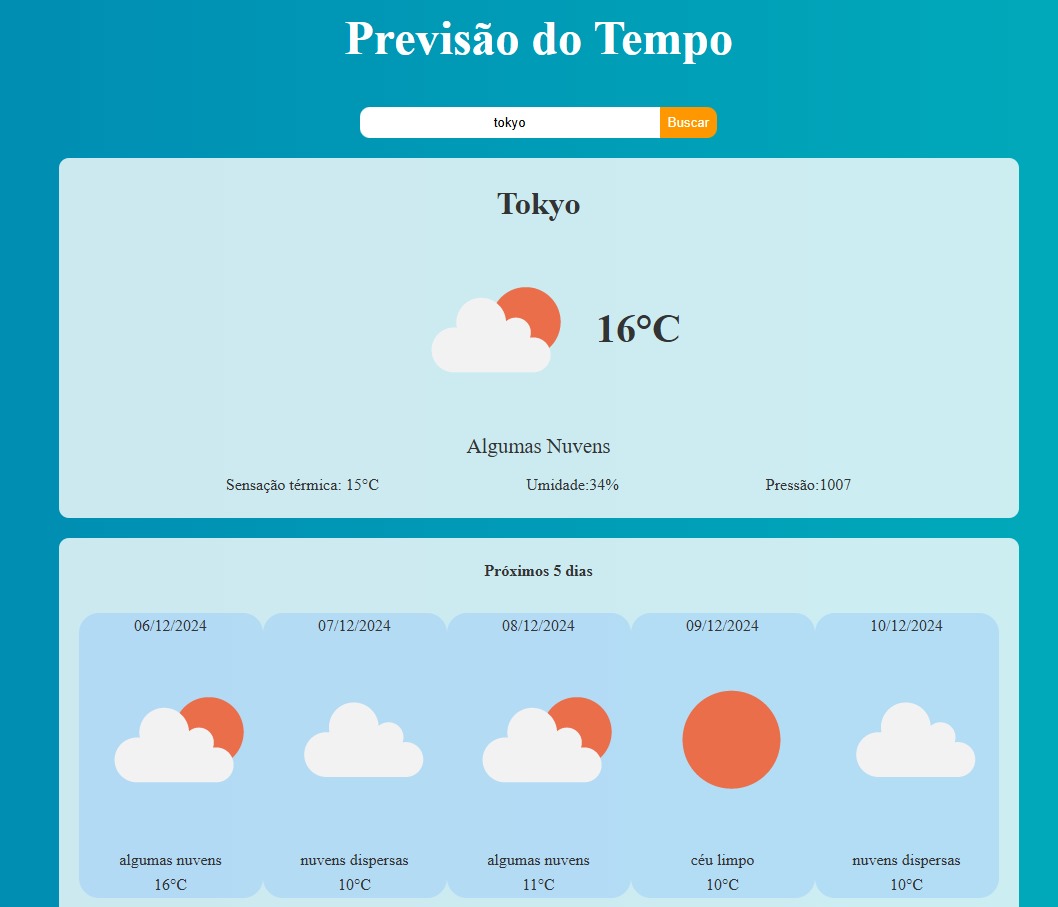 Previsão do Tempo
tokyo Buscar
Tokyo
16°C
Algumas Nuvens
Sensação térmica: 15°C Umidade:34% Pressão:1007
Próximos 5 dias
06/12/2024 07/12/2024 08/12/2024 09/12/2024 10/12/2024
algumas nuvens nuvens dispersas algumas nuvens céu limpo nuvens dispersas
16°C 10°C 11°C 10°C 10°C